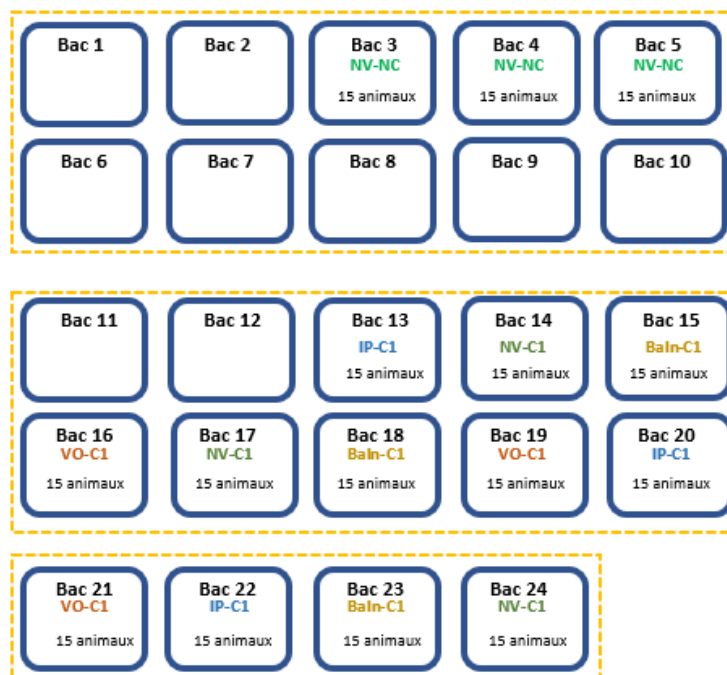 Bac 1
Bac 2
Bac 3
NV-NC
15 animaux
Bac 4
NV-NC
15 animaux
Bac 5
NV-NC
15 animaux
Bac 6
Bac 7
Bac 8
Bac 9
Bac 10
Bac 11
Bac 12
Bac 13
IP-C1
15 animaux
Bac 14
NV-C1
15 animaux
Bac 15
Baln-C1
15 animaux
Bac 16
VO-C1
15 animaux
Bac 17
NV-C1
15 animaux
Bac 18
Baln-C1
15 animaux
Bac 19
VO-C1
15 animaux
Bac 20
IP-C1
15 animaux
Bac 21
VO-C1
15 animaux
Bac 22
IP-C1
15 animaux
Bac 23
Baln-C1
15 animaux
Bac 24
NV-C1
15 animaux